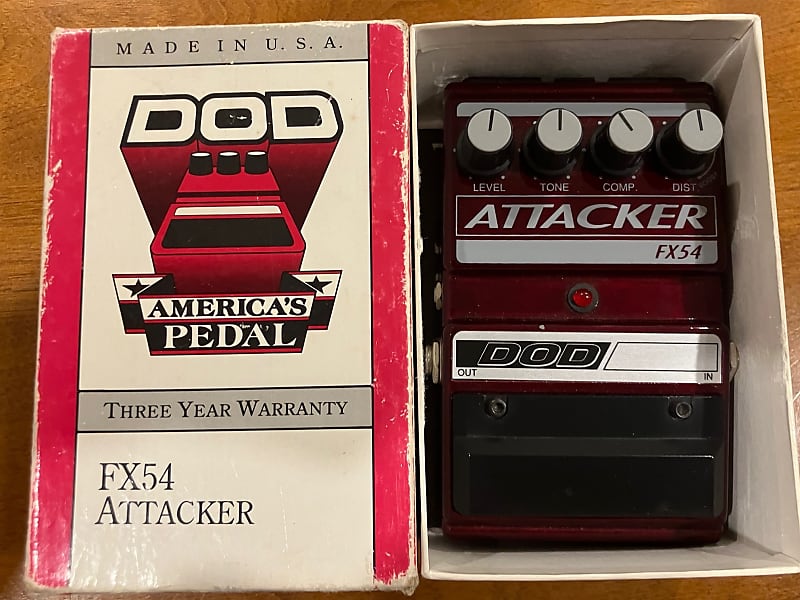 MADE IN U.S.A.
DOD
AMERICA'S
PEDAL
THREE YEAR WARRANTY
FX54
ATTACKER
LEVEL TONE COMP. DIST.
ATTACKER
FX54
DOD
OUT IN